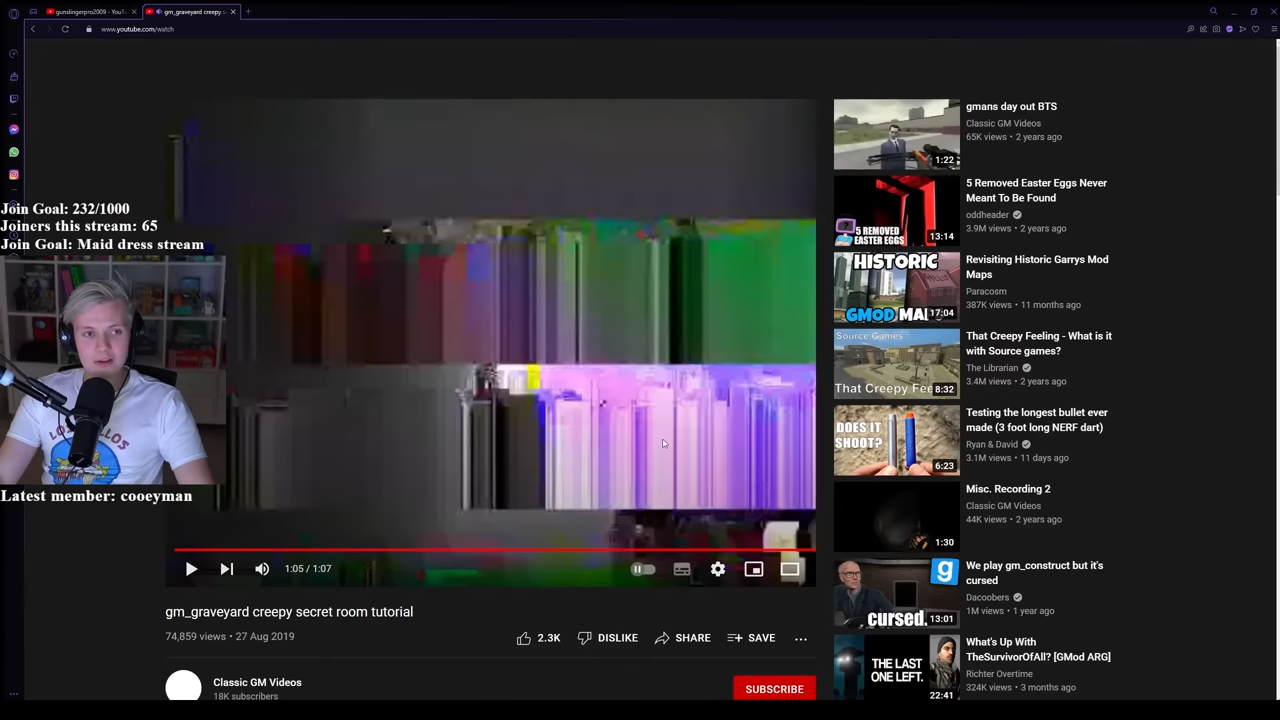 gunslingerpro2009 - YouT
gm_graveyard creepy s
www.youtube.com/watch
Join Goal: 232/1000
Joiners this stream: 65
Join Goal: Maid dress stream
LOS
Latest member: cooeyman
1:05 / 1:07
gm_graveyard creepy secret room tutorial
74,859 views • 27 Aug 2019
2.3K
DISLIKE
SHARE
SAVE
Classic GM Videos
18K subscribers
SUBSCRIBE
1:22
gmans day out BTS
Classic GM Videos
65K views • 2 years ago
5 REMOVED
EASTER EGGS
13:14
5 Removed Easter Eggs Never
Meant To Be Found
oddheader
3.9M views • 2 years ago
HISTORIC
GMOD MA
17:04
Revisiting Historic Garrys Mod
Maps
Paracosm
387K views • 11 months ago
Source Games
That Creepy Fee
8:32
That Creepy Feeling - What is it
with Source games?
The Librarian
3.4M views • 2 years ago
DOES IT
SHOOT?
6:23
Testing the longest bullet ever
made (3 foot long NERF dart)
Ryan & David
3.1M views • 11 days ago
1:30
Misc. Recording 2
Classic GM Videos
44K views • 2 years ago
g
cursed.
13:01
We play gm_construct but it's
cursed
Dacoobers
1M views • 1 year ago
THE LAST
ONE LEFT.
22:41
What's Up With
TheSurvivorOfAll? [GMod ARG]
Richter Overtime
324K views • 3 months ago